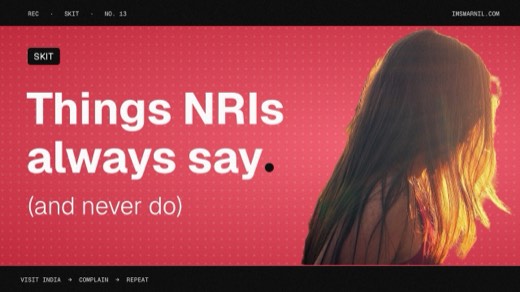 REC · SKIT · NO. 13
IMSWARNIL.COM
SKIT
Things NRIs
always say.
(and never do)
VISIT INDIA → COMPLAIN → REPEAT